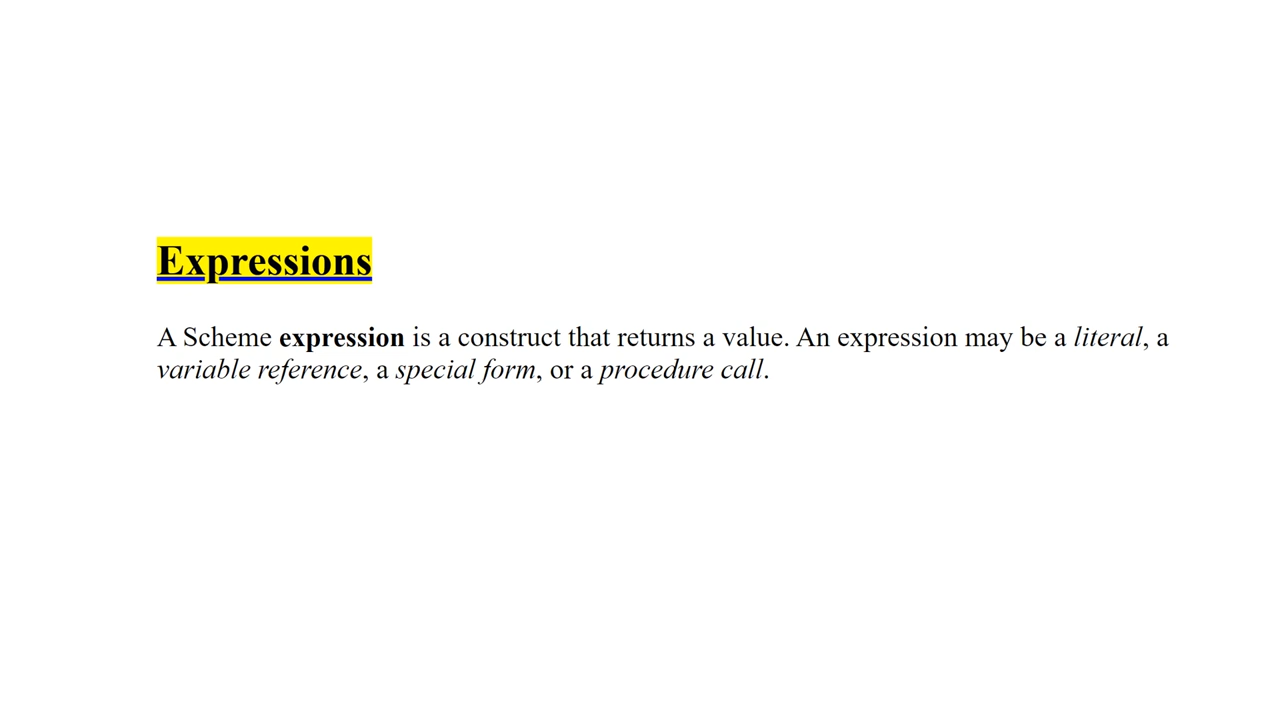 Expressions
A Scheme expression is a construct that returns a value. An expression may be a literal, a
variable reference, a special form, or a procedure call.